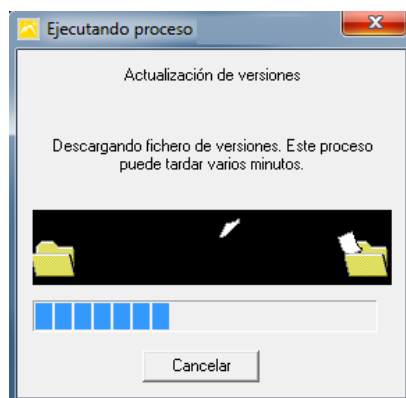 Ejecutando proceso
Actualización de versiones
Descargando fichero de versiones. Este proceso
puede tardar varios minutos.
Cancelar